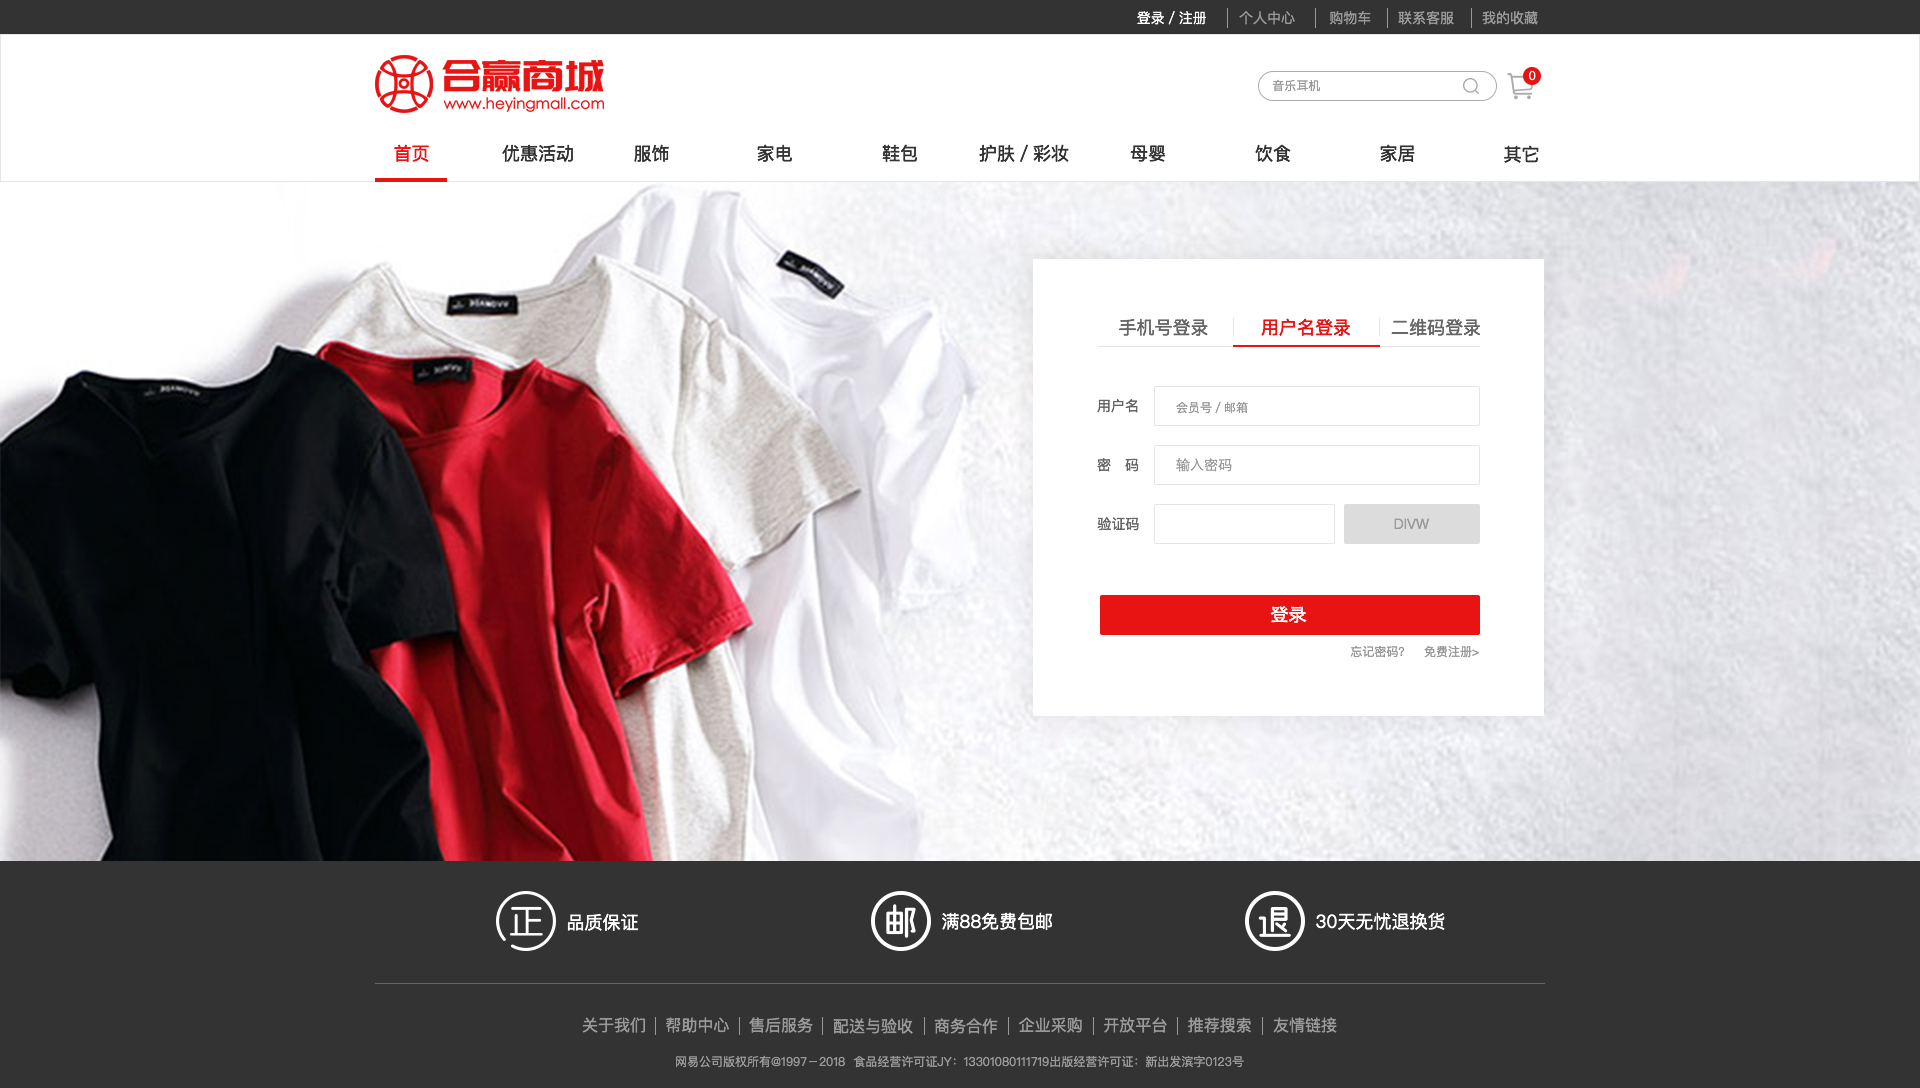 登录 / 注册 个人中心 购物车 联系客服 我的收藏
合赢商城
www.heyingmall.com
音乐耳机
0
首页 优惠活动 服饰 家电 鞋包 护肤 / 彩妆 母婴 饮食 家居 其它
手机号登录 用户名登录 二维码登录
用户名 会员号 / 邮箱
密 码 输入密码
验证码 DIVW
登录
忘记密码? 免费注册>
正 品质保证 邮 满88免费包邮 退 30天无忧退换货
关于我们 帮助中心 售后服务 配送与验收 商务合作 企业采购 开放平台 推荐搜索 友情链接
网易公司版权所有@1997－2018 食品经营许可证JY：13301080111719出版经营许可证：新出发滨字0123号